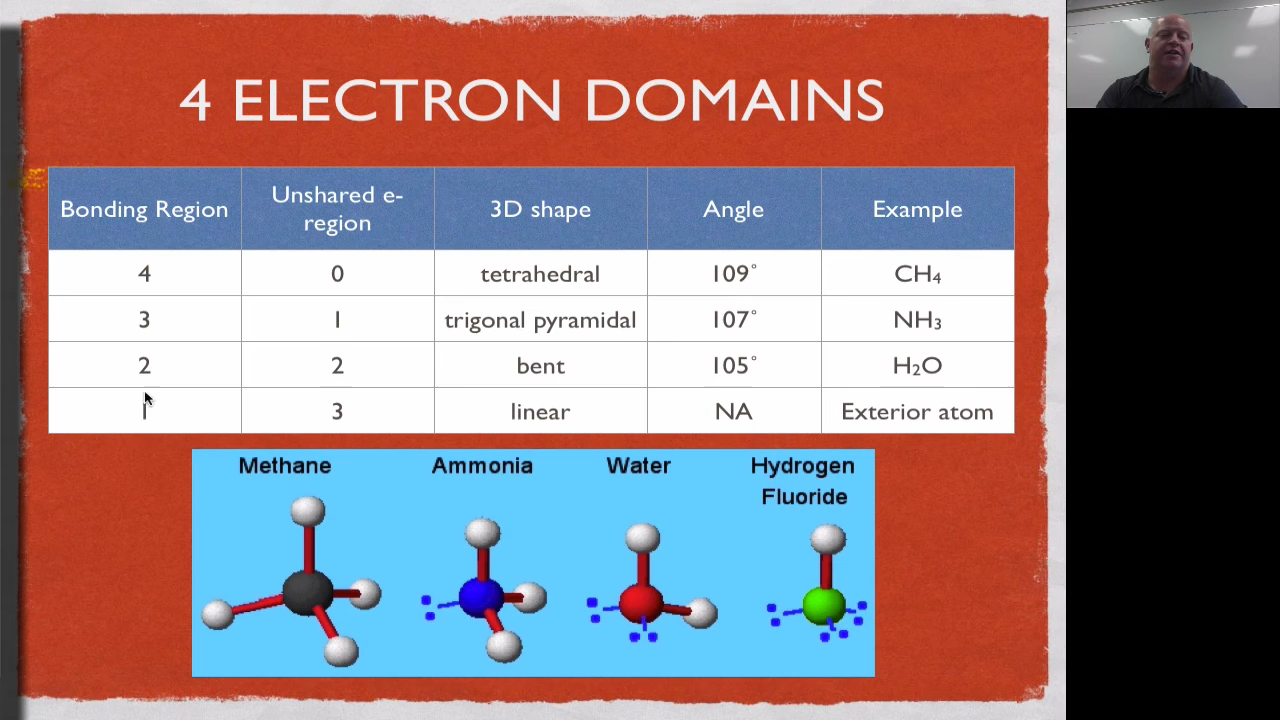 4 ELECTRON DOMAINS
Bonding Region
Unshared e-
region
3D shape
Angle
Example
4
0
tetrahedral
109°
CH₄
3
1
trigonal pyramidal
107°
NH₃
2
2
bent
105°
H₂O
1
3
linear
NA
Exterior atom
Methane
Ammonia
Water
Hydrogen
Fluoride